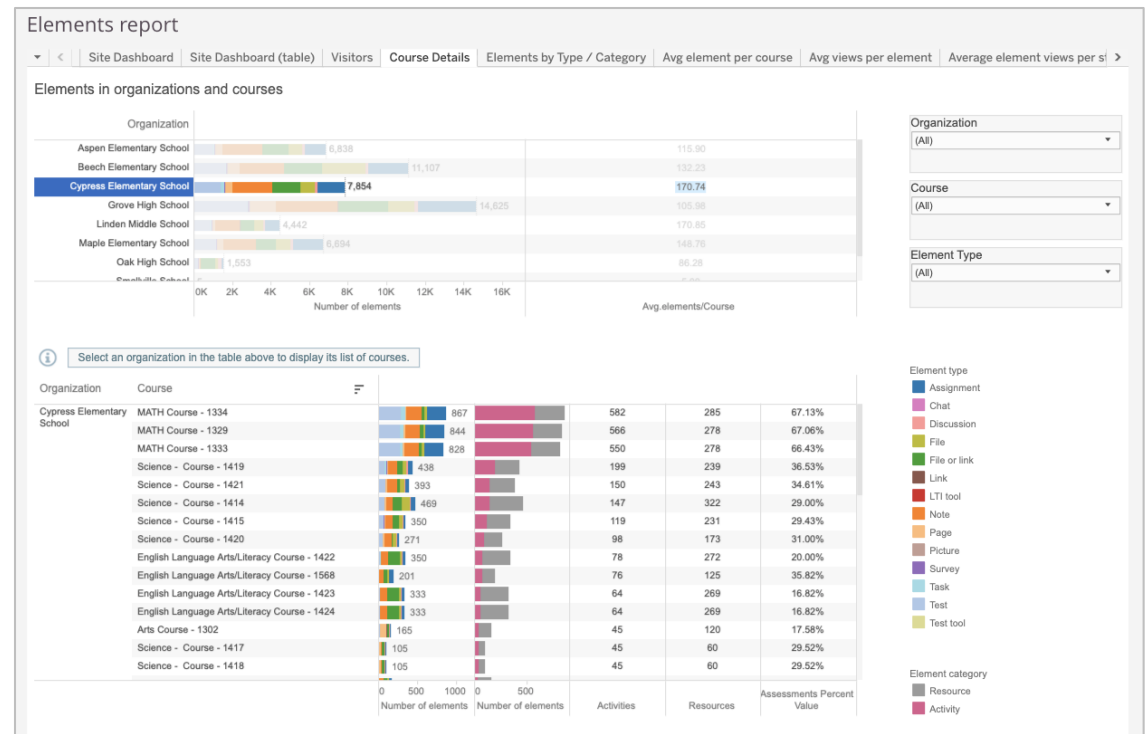 Elements report
Site Dashboard Site Dashboard (table) Visitors Course Details Elements by Type / Category Avg element per course Avg views per element Average element views per s
Elements in organizations and courses
Organization
Aspen Elementary School 6,838 115.90
Beech Elementary School 11,107 132.23
Cypress Elementary School 7,854 170.74
Grove High School 14,625 105.98
Linden Middle School 4,442 170.85
Maple Elementary School 6,694 148.76
Oak High School 1,553 86.28
Smellville School
0K 2K 4K 6K 8K 10K 12K 14K 16K
Number of elements Avg.elements/Course
Organization
(All)
Course
(All)
Element Type
(All)
Select an organization in the table above to display its list of courses.
Organization Course
Cypress Elementary School MATH Course - 1334 867 582 285 67.13%
MATH Course - 1329 844 566 278 67.06%
MATH Course - 1333 828 550 278 66.43%
Science - Course - 1419 438 199 239 36.53%
Science - Course - 1421 393 150 243 34.61%
Science - Course - 1414 469 147 322 29.00%
Science - Course - 1415 350 119 231 29.43%
Science - Course - 1420 271 98 173 31.00%
English Language Arts/Literacy Course - 1422 350 78 272 20.00%
English Language Arts/Literacy Course - 1568 201 76 125 35.82%
English Language Arts/Literacy Course - 1423 333 64 269 16.82%
English Language Arts/Literacy Course - 1424 333 64 269 16.82%
Arts Course - 1302 165 45 120 17.58%
Science - Course - 1417 105 45 60 29.52%
Science - Course - 1418 105 45 60 29.52%
0 500 1000 0 500
Number of elements Number of elements Activities Resources Assessments Percent
Value
Element type
Assignment
Chat
Discussion
File
File or link
Link
LTI tool
Note
Page
Picture
Survey
Task
Test
Test tool
Element category
Resource
Activity